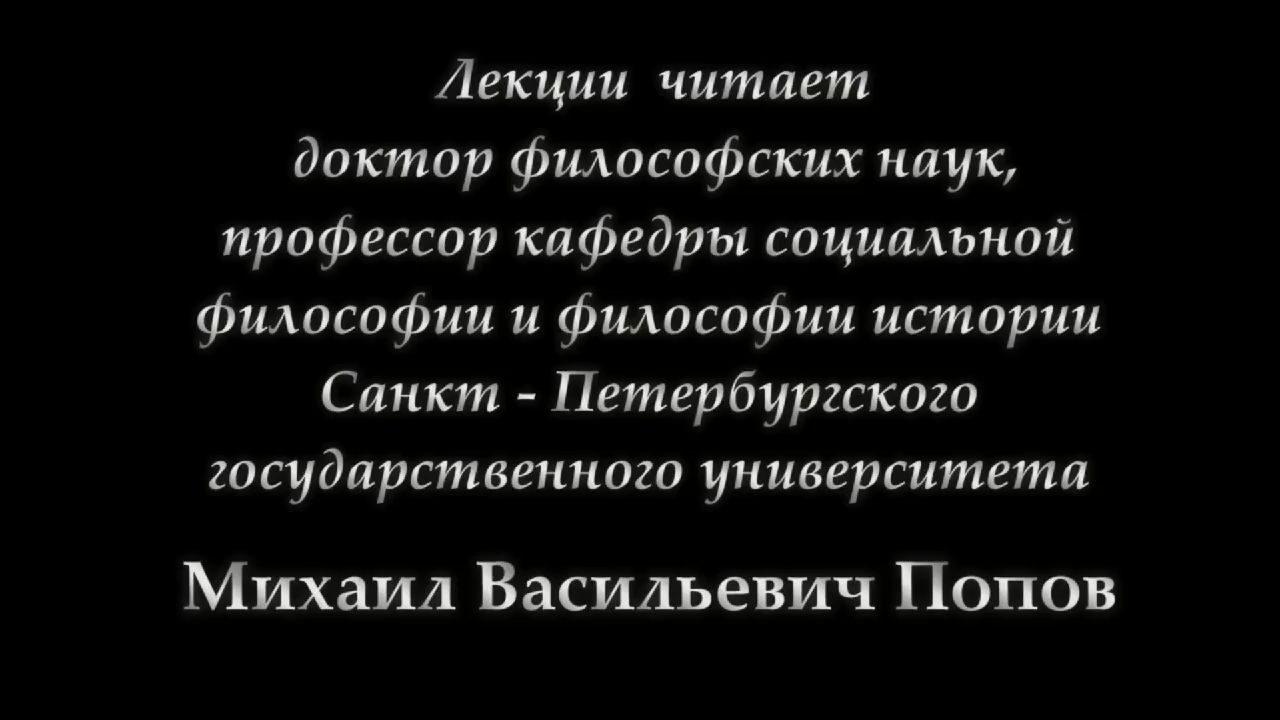 Лекции читает
доктор философских наук,
профессор кафедры социальной
философии и философии истории
Санкт - Петербургского
государственного университета
Михаил Васильевич Попов